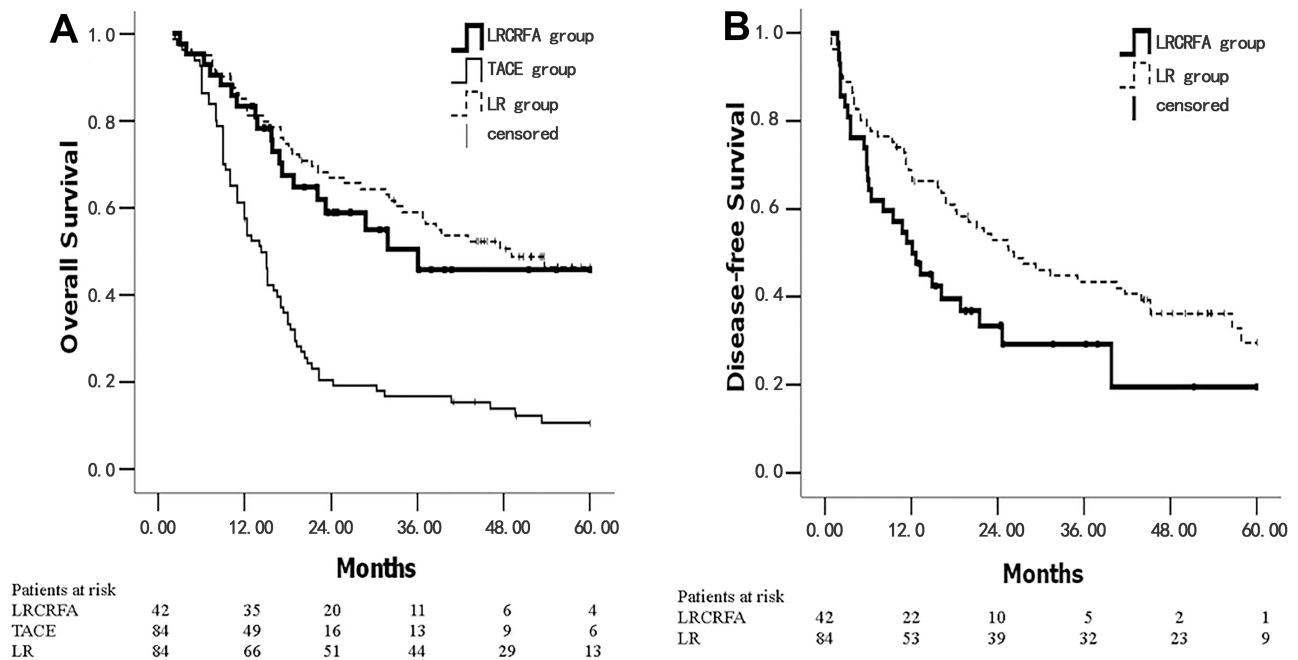 A
LRCRFA group
TACE group
LR group
censored
Overall Survival
1.0
0.8
0.6
0.4
0.2
0.0
0.00 12.00 24.00 36.00 48.00 60.00
Months
Patients at risk
LRCRFA 42 35 20 11 6 4
TACE 84 49 16 13 9 6
LR 84 66 51 44 29 13
B
LRCRFA group
LR group
censored
Disease-free Survival
1.0
0.8
0.6
0.4
0.2
0.0
0.00 12.0 24.00 36.00 48.00 60.00
Months
Patients at risk
LRCRFA 42 22 10 5 2 1
LR 84 53 39 32 23 9